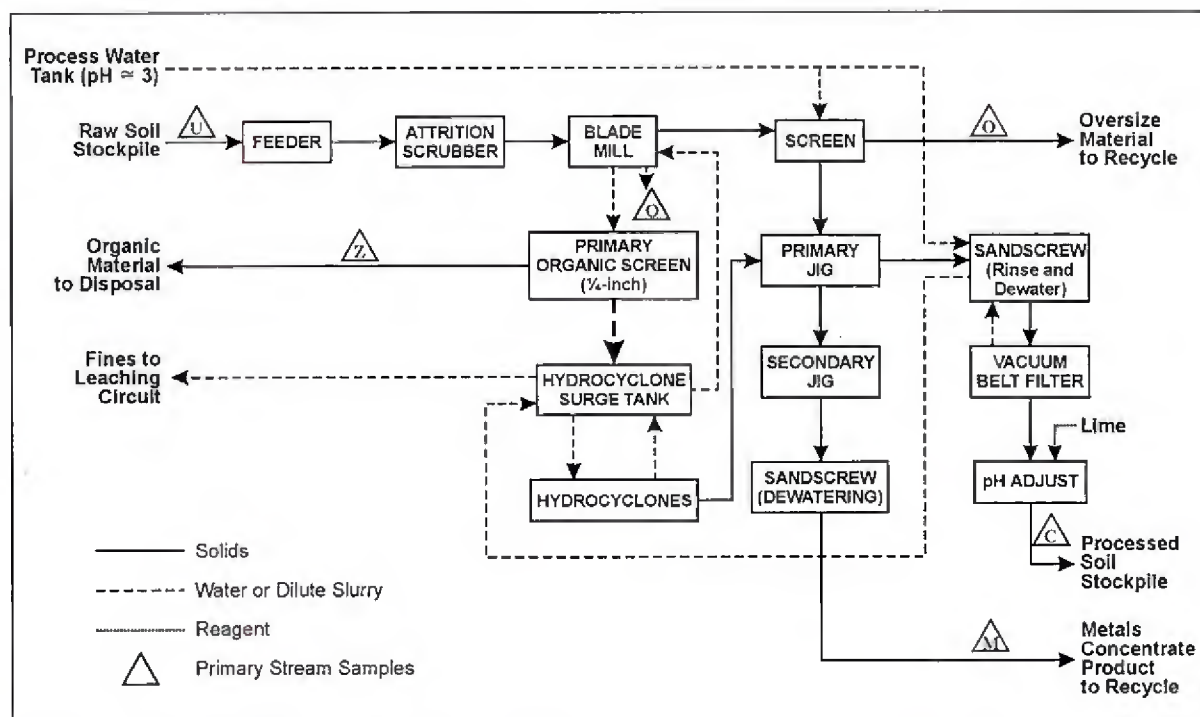 Process Water
Tank (pH ≃ 3)
Raw Soil
Stockpile
U
FEEDER
ATTRITION
SCRUBBER
BLADE
MILL
SCREEN
O
Oversize
Material
to Recycle
O
Organic
Material
to Disposal
Z
PRIMARY
ORGANIC SCREEN
(¼-inch)
PRIMARY
JIG
SANDSCREW
(Rinse and
Dewater)
Fines to
Leaching
Circuit
HYDROCYCLONE
SURGE TANK
SECONDARY
JIG
VACUUM
BELT FILTER
Lime
HYDROCYCLONES
SANDSCREW
(DEWATERING)
pH ADJUST
C
Processed
Soil
Stockpile
Solids
Water or Dilute Slurry
Reagent
Primary Stream Samples
M
Metals
Concentrate
Product
to Recycle